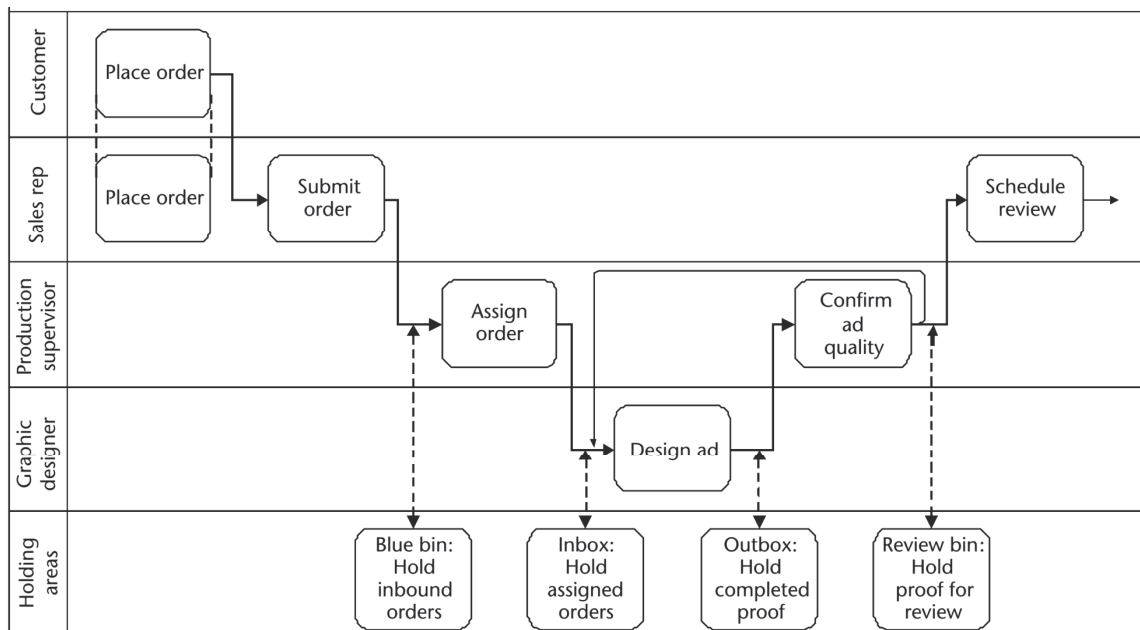 Customer
Place order
Sales rep
Place order
Submit
order
Schedule
review
Production
supervisor
Assign
order
Confirm
ad
quality
Graphic
designer
Design ad
Holding
areas
Blue bin:
Hold
inbound
orders
Inbox:
Hold
assigned
orders
Outbox:
Hold
completed
proof
Review bin:
Hold
proof for
review